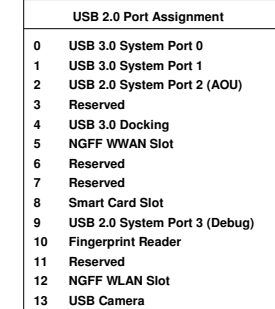 USB 2.0 Port Assignment
0 USB 3.0 System Port 0
1 USB 3.0 System Port 1
2 USB 2.0 System Port 2 (AOU)
3 Reserved
4 USB 3.0 Docking
5 NGFF WWAN Slot
6 Reserved
7 Reserved
8 Smart Card Slot
9 USB 2.0 System Port 3 (Debug)
10 Fingerprint Reader
11 Reserved
12 NGFF WLAN Slot
13 USB Camera